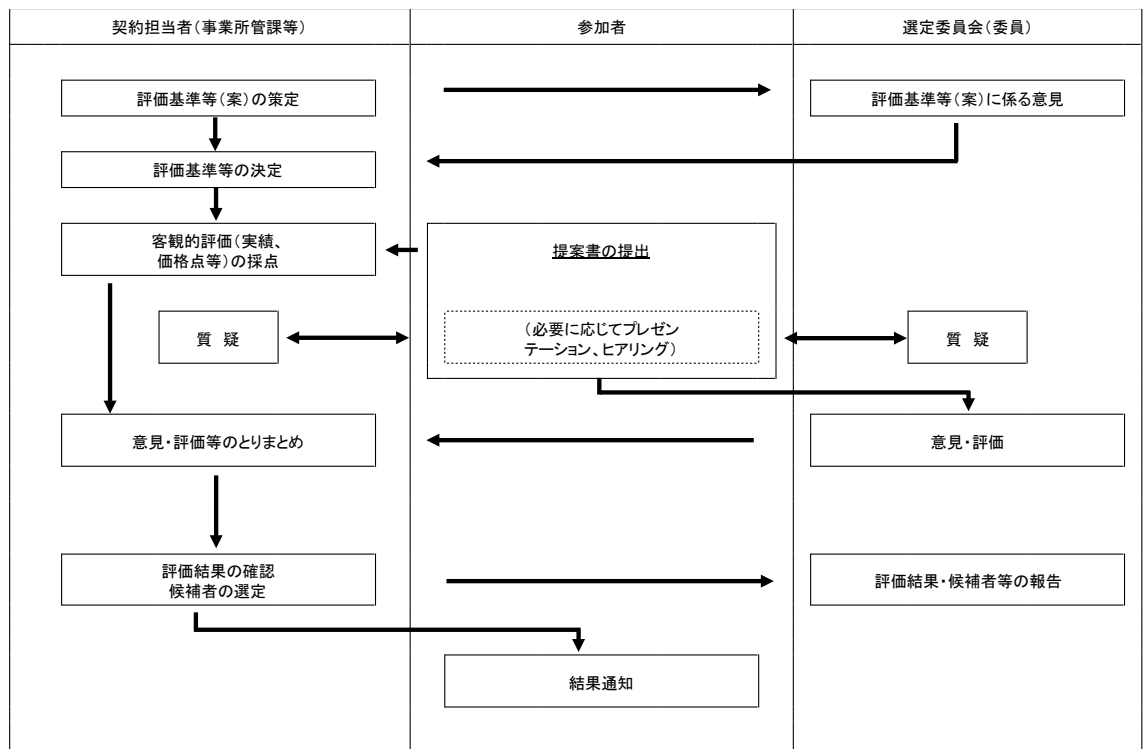 契約担当者(事業所管課等)
参加者
選定委員会(委員)
評価基準等(案)の策定
評価基準等(案)に係る意見
評価基準等の決定
客観的評価(実績、
価格点等)の採点
提案書の提出
質 疑
(必要に応じてプレゼン
テーション、ヒアリング)
質 疑
意見・評価等のとりまとめ
意見・評価
評価結果の確認
候補者の選定
評価結果・候補者等の報告
結果通知